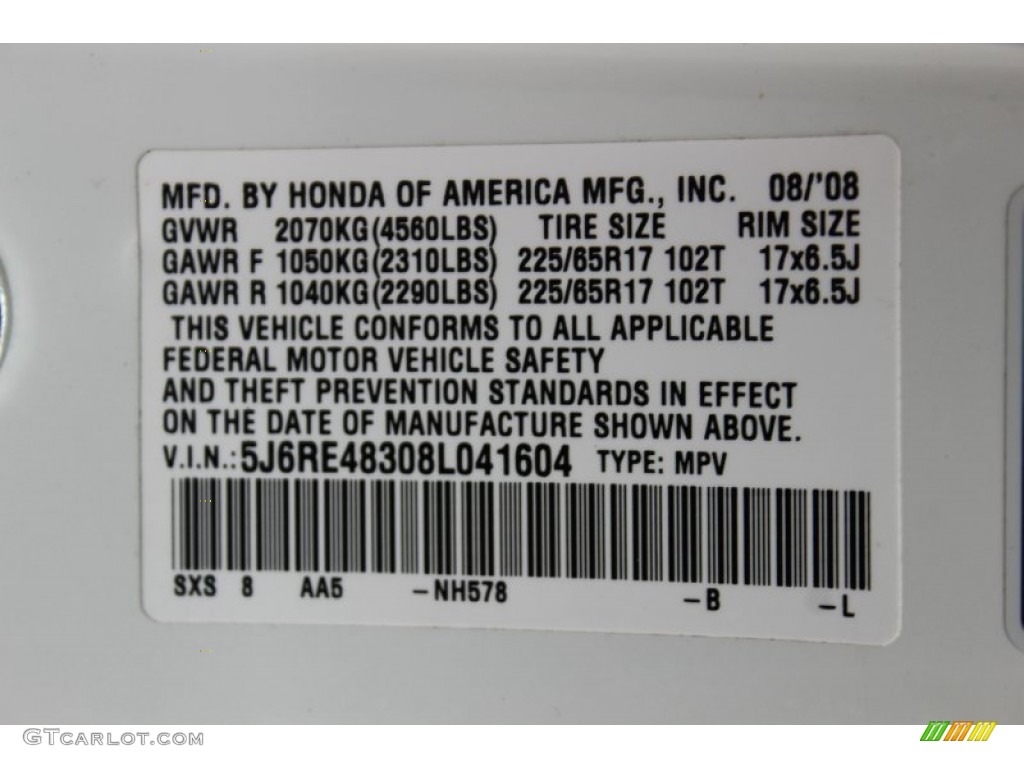 MFD. BY HONDA OF AMERICA MFG., INC. 08/'08
GVWR 2070KG(4560LBS) TIRE SIZE RIM SIZE
GAWR F 1050KG(2310LBS) 225/65R17 102T 17x6.5J
GAWR R 1040KG(2290LBS) 225/65R17 102T 17x6.5J
THIS VEHICLE CONFORMS TO ALL APPLICABLE
FEDERAL MOTOR VEHICLE SAFETY
AND THEFT PREVENTION STANDARDS IN EFFECT
ON THE DATE OF MANUFACTURE SHOWN ABOVE.
V.I.N.: 5J6RE48308L041604 TYPE: MPV
SXS 8 AA5 -NH578 -B -L
GTCARLOT.COM